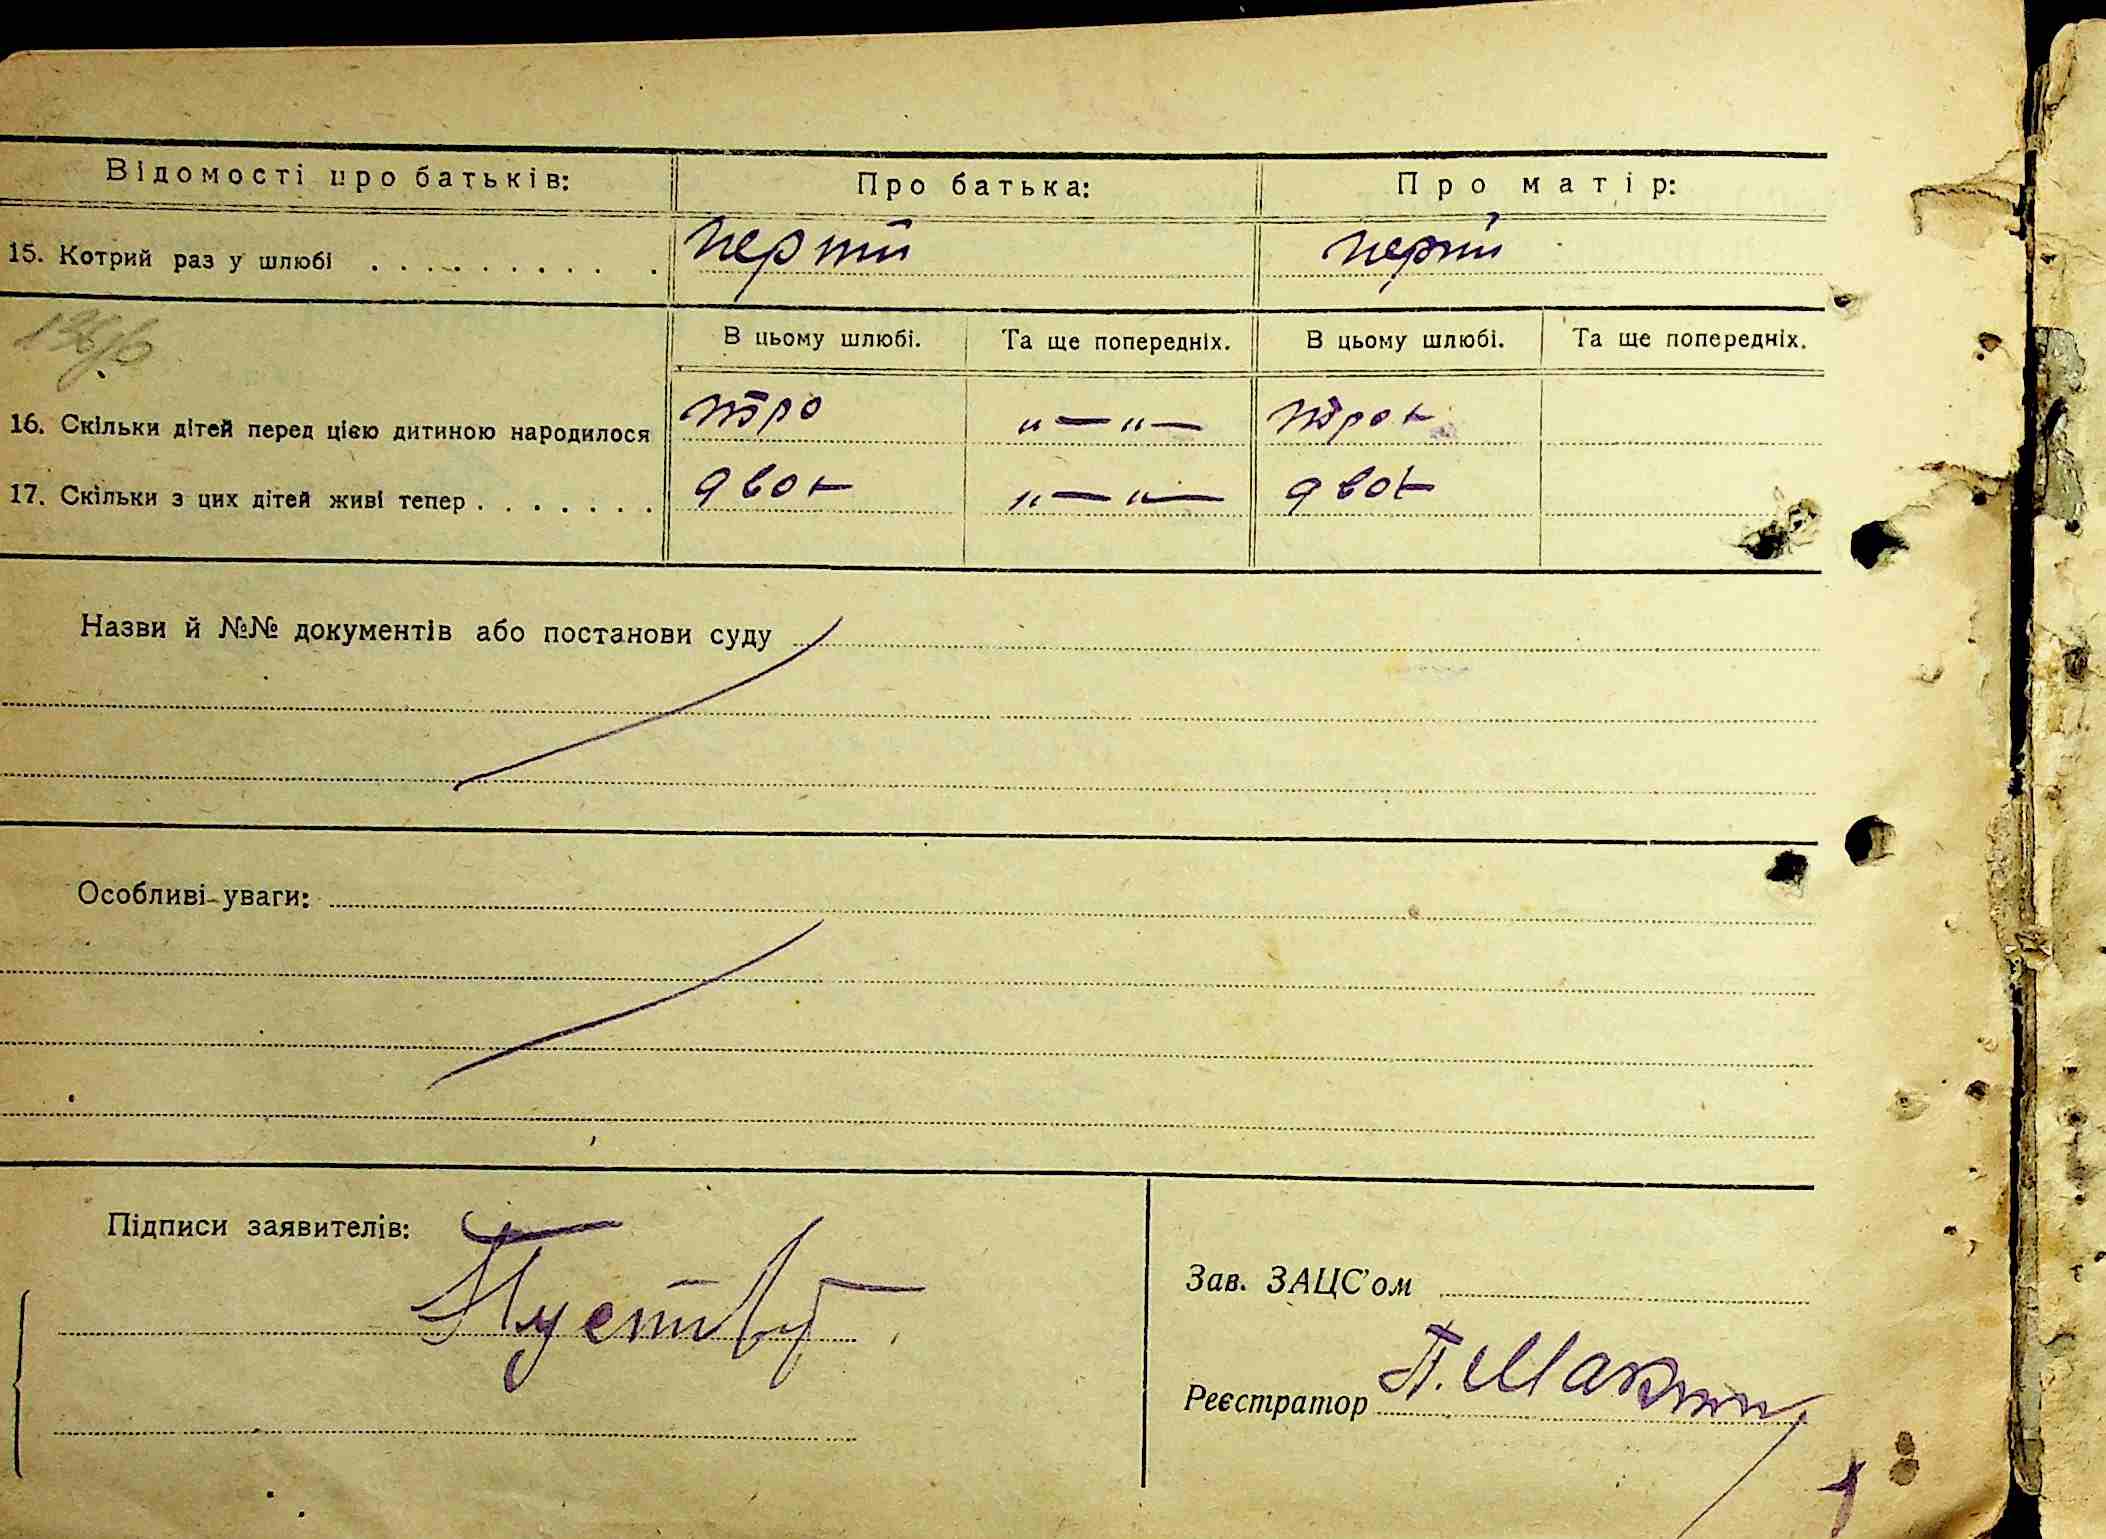 Відомості про батьків: Про батька: Про матір:
15. Котрий раз у шлюбі . . . . . . . . . . перший перший
В цьому шлюбі. Та ще попередніх. В цьому шлюбі. Та ще попередніх.
16. Скільки дітей перед цією дитиною народилося троє „—„— троє
17. Скільки з цих дітей живі тепер . . . . . . . двоє „—„— двоє
Назви й №№ документів або постанови суду
Особливі уваги:
Підписи заявителів:
Зав. ЗАЦС’ом
Реєстратор П.